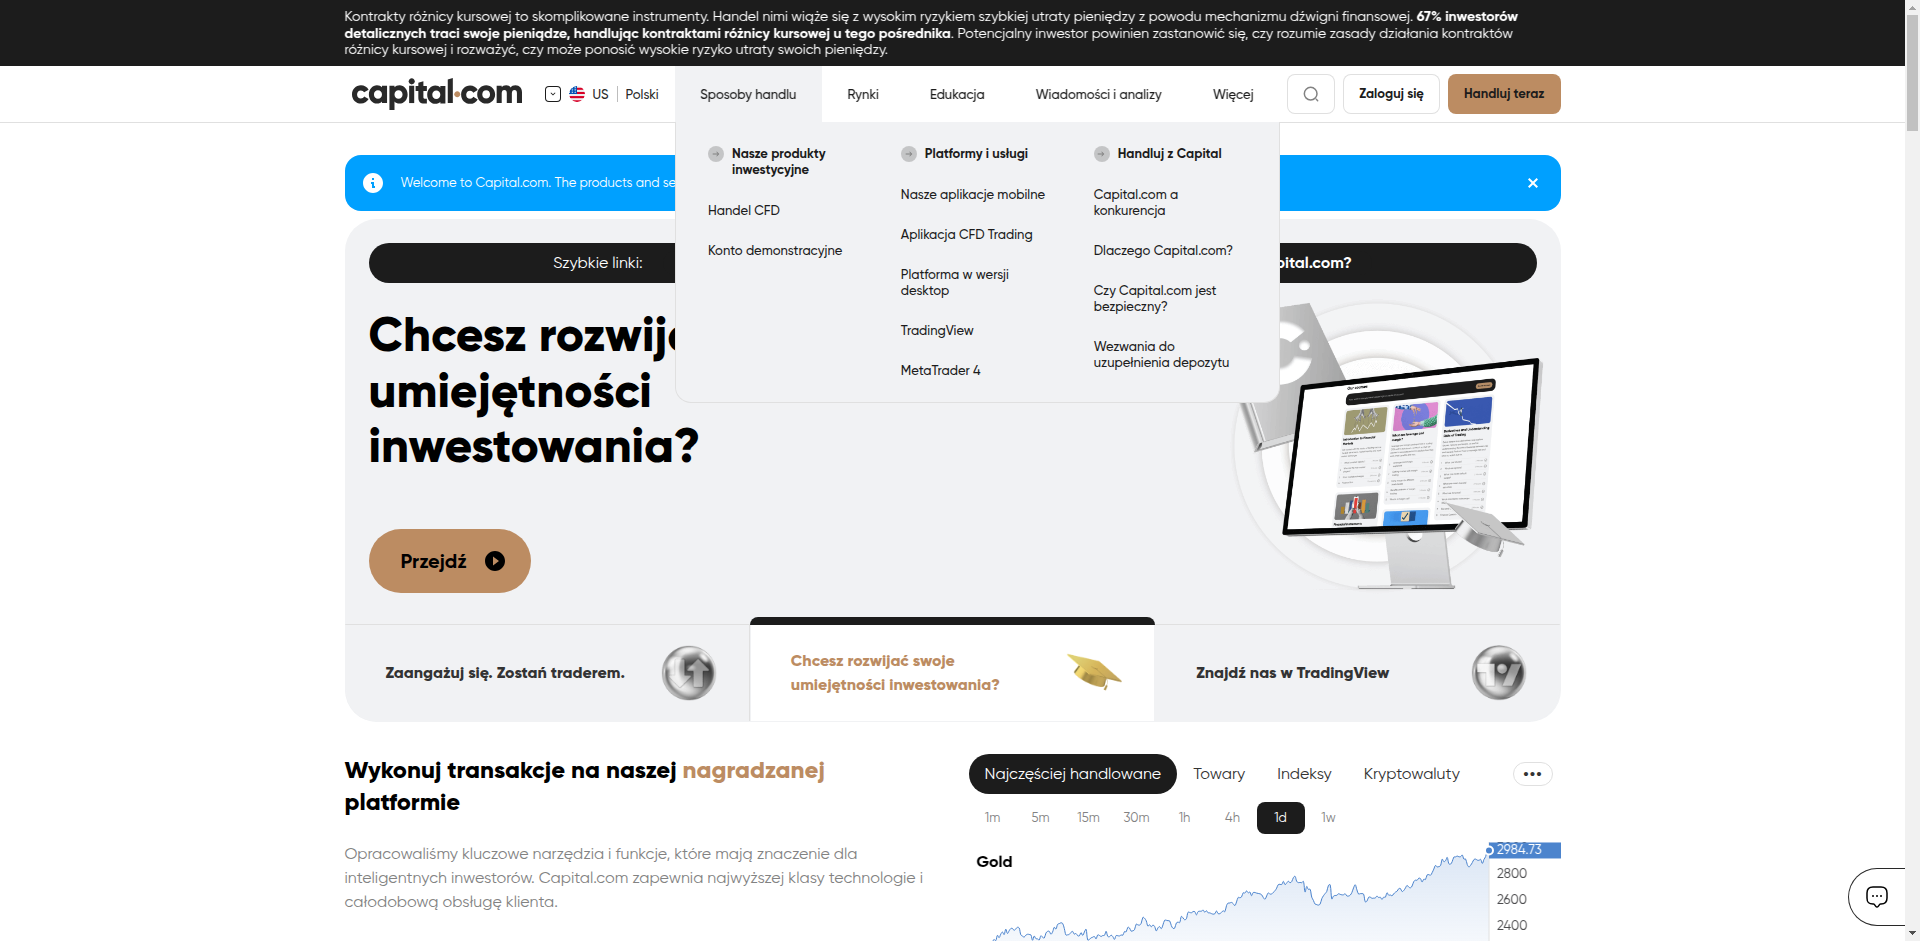 Kontrakty różnicy kursowej to skomplikowane instrumenty. Handel nimi wiąże się z wysokim ryzykiem szybkiej utraty pieniędzy z powodu mechanizmu dźwigni finansowej. 67% inwestorów
detalicznych traci swoje pieniądze, handlując kontraktami różnicy kursowej u tego pośrednika. Potencjalny inwestor powinien zastanowić się, czy rozumie zasady działania kontraktów
różnicy kursowej i rozważyć, czy może ponosić wysokie ryzyko utraty swoich pieniędzy.
capital.com
US
Polski
Sposoby handlu
Rynki
Edukacja
Wiadomości i analizy
Więcej
Zaloguj się
Handluj teraz
Nasze produkty
inwestycyjne
Handel CFD
Konto demonstracyjne
Platformy i usługi
Nasze aplikacje mobilne
Aplikacja CFD Trading
Platforma w wersji
desktop
TradingView
MetaTrader 4
Handluj z Capital
Capital.com a
konkurencja
Dlaczego Capital.com?
Czy Capital.com jest
bezpieczny?
Wezwania do
uzupełnienia depozytu
Welcome to Capital.com. The products and se
Szybkie linki:
pital.com?
Chcesz rozwija
umiejętności
inwestowania?
Przejdź
Zaangażuj się. Zostań traderem.
Chcesz rozwijać swoje
umiejętności inwestowania?
Znajdź nas w TradingView
Wykonuj transakcje na naszej nagradzanej
platformie
Opracowaliśmy kluczowe narzędzia i funkcje, które mają znaczenie dla
inteligentnych inwestorów. Capital.com zapewnia najwyższej klasy technologie i
całodobową obsługę klienta.
Najczęściej handlowane
Towary
Indeksy
Kryptowaluty
1m 5m 15m 30m 1h 4h 1d 1w
Gold
2984.73
2800
2600
2400